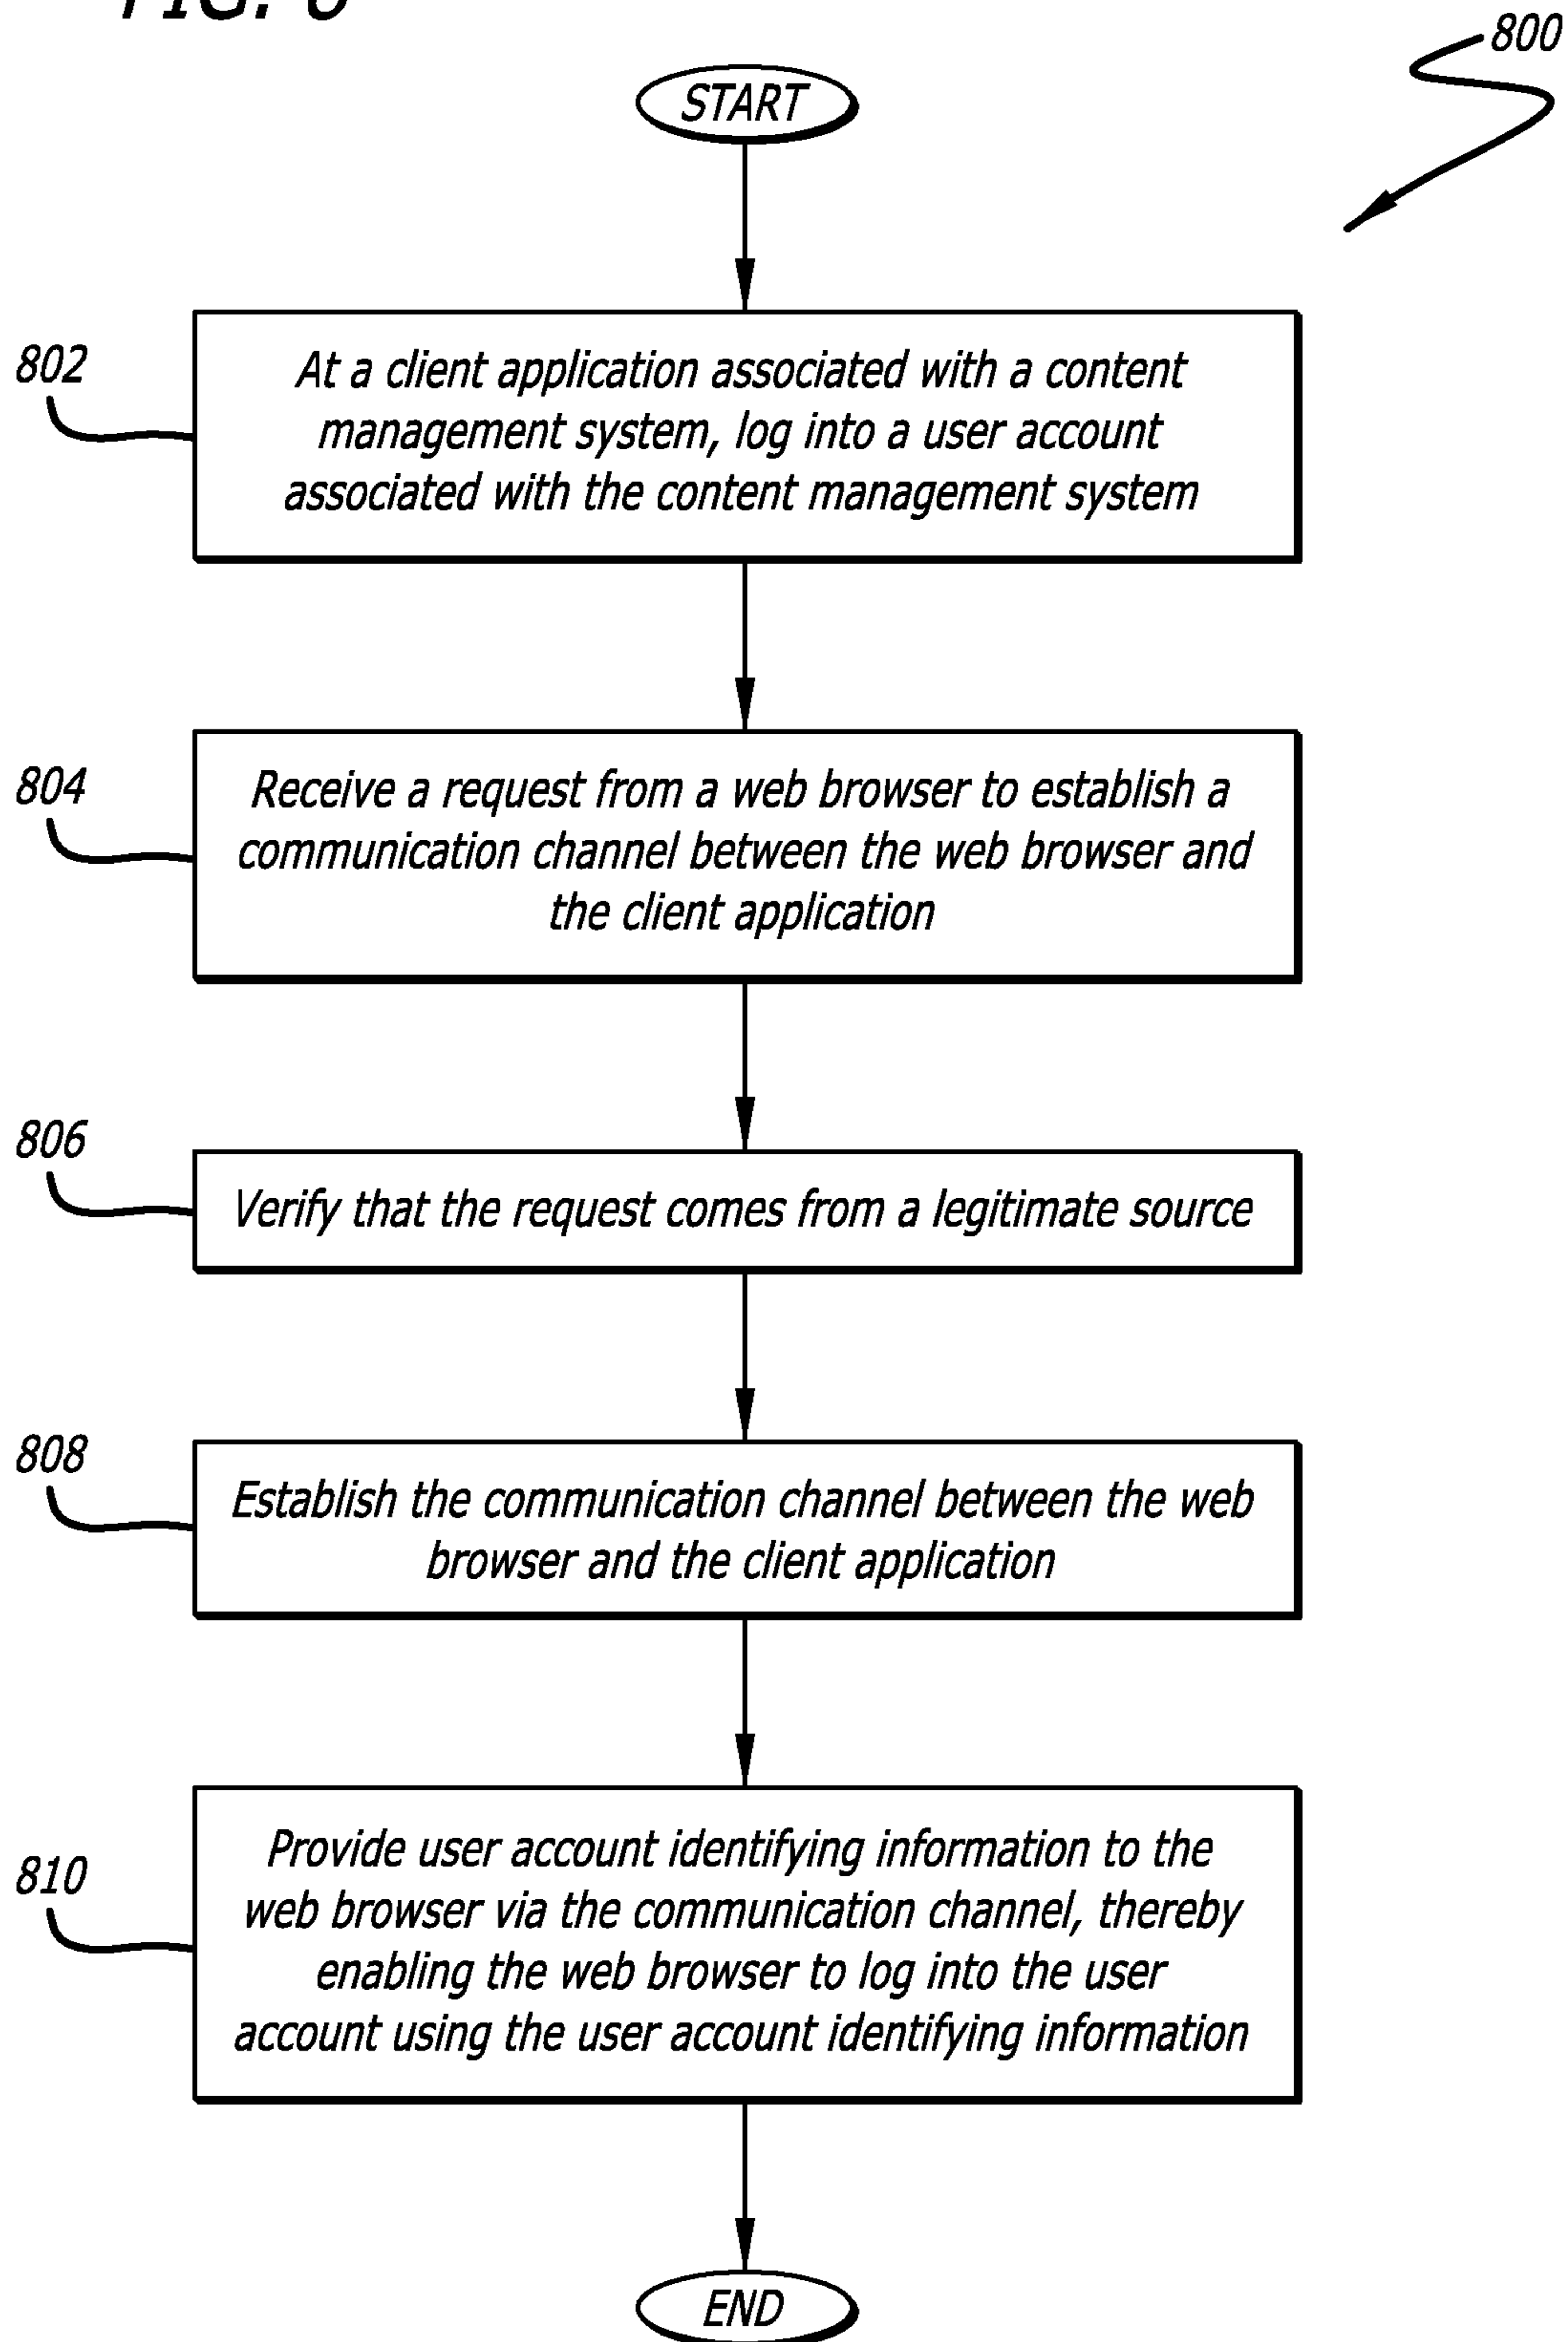 FIG. 8
800
START
802
At a client application associated with a content
management system, log into a user account
associated with the content management system
804
Receive a request from a web browser to establish a
communication channel between the web browser and
the client application
806
Verify that the request comes from a legitimate source
808
Establish the communication channel between the web
browser and the client application
810
Provide user account identifying information to the
web browser via the communication channel, thereby
enabling the web browser to log into the user
account using the user account identifying information
END